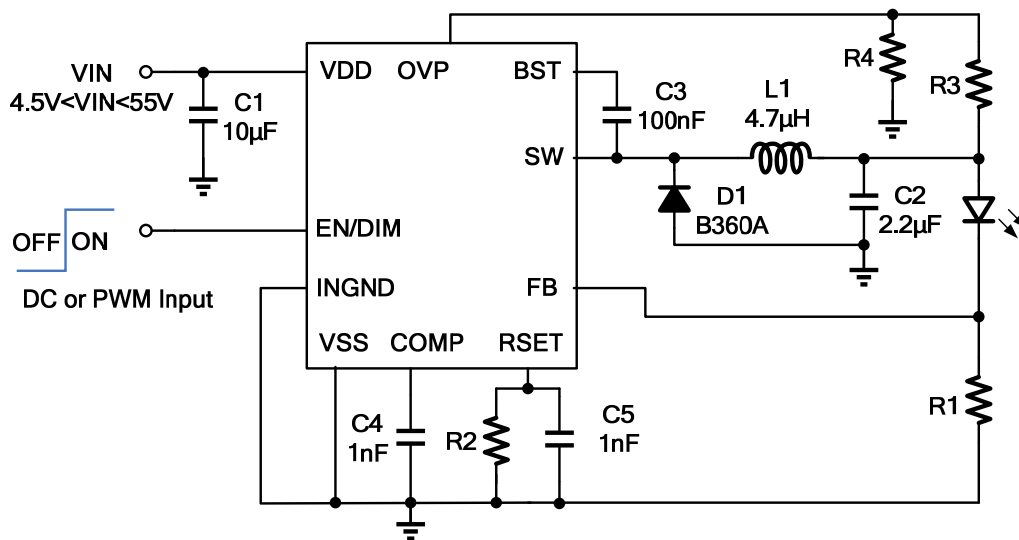 VIN
4.5V<VIN<55V
C1
10µF
OFF
ON
DC or PWM Input
VDD
OVP
BST
SW
EN/DIM
INGND
FB
VSS
COMP
RSET
C3
100nF
L1
4.7µH
R4
R3
D1
B360A
C2
2.2µF
C4
1nF
R2
C5
1nF
R1